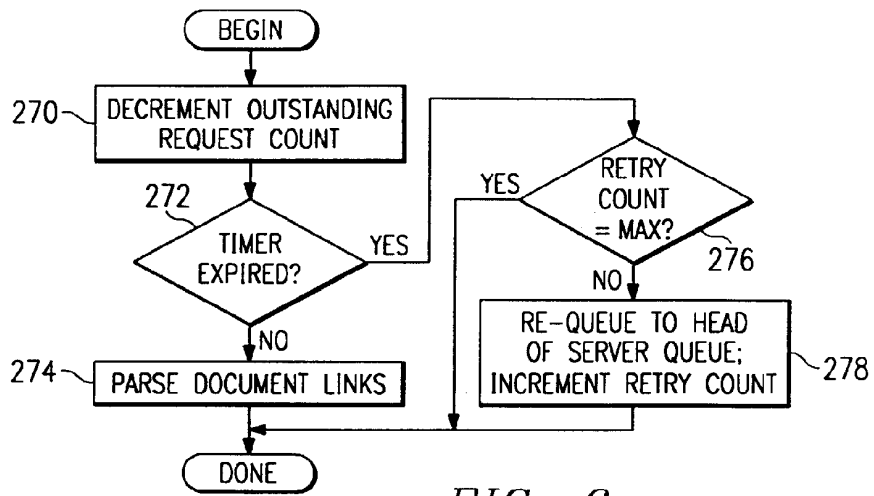 BEGIN
270
DECREMENT OUTSTANDING
REQUEST COUNT
272
TIMER
EXPIRED?
YES
NO
274
PARSE DOCUMENT LINKS
DONE
RETRY
COUNT
= MAX?
YES
276
NO
RE-QUEUE TO HEAD
OF SERVER QUEUE;
INCREMENT RETRY COUNT
278